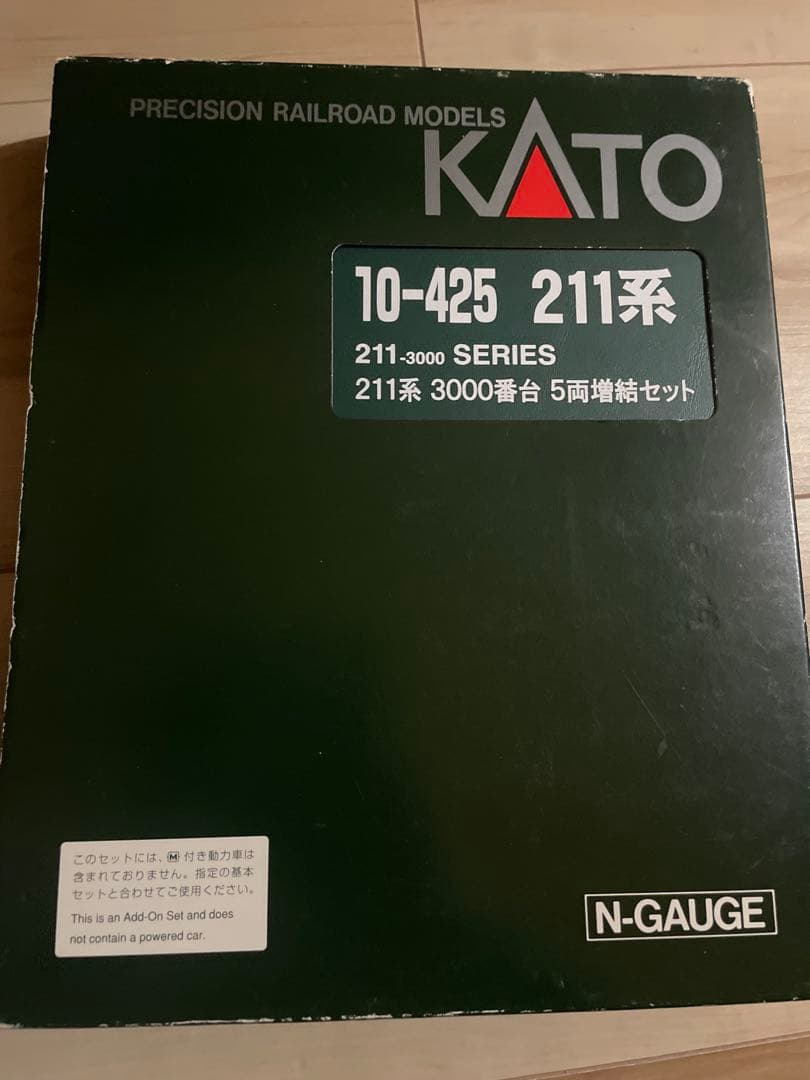 PRECISION RAILROAD MODELS
KATO
10-425 211系
211-3000 SERIES
211系 3000番台 5両増結セット
このセットには、Ⓜ付き動力車は
含まれておりません。指定の基本
セットと合わせてご使用ください。
This is an Add-On Set and does
not contain a powered car.
N-GAUGE